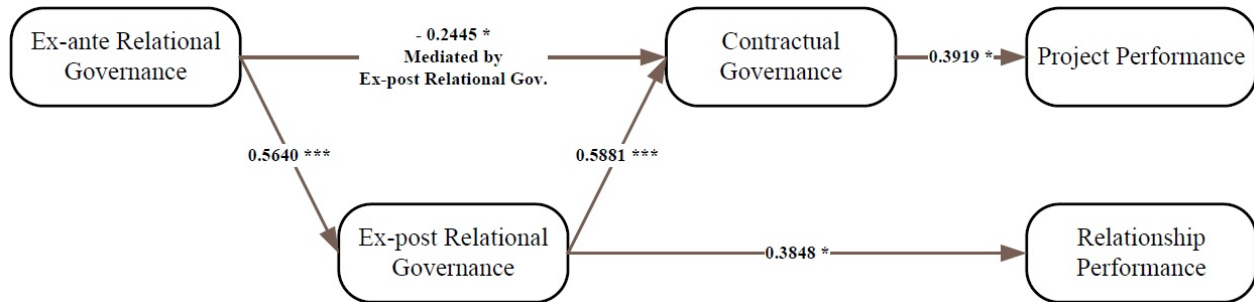 Ex-ante Relational
Governance
- 0.2445 *
Mediated by
Ex-post Relational Gov.
Contractual
Governance
0.3919 *
Project Performance
0.5640 ***
0.5881 ***
Ex-post Relational
Governance
0.3848 *
Relationship
Performance